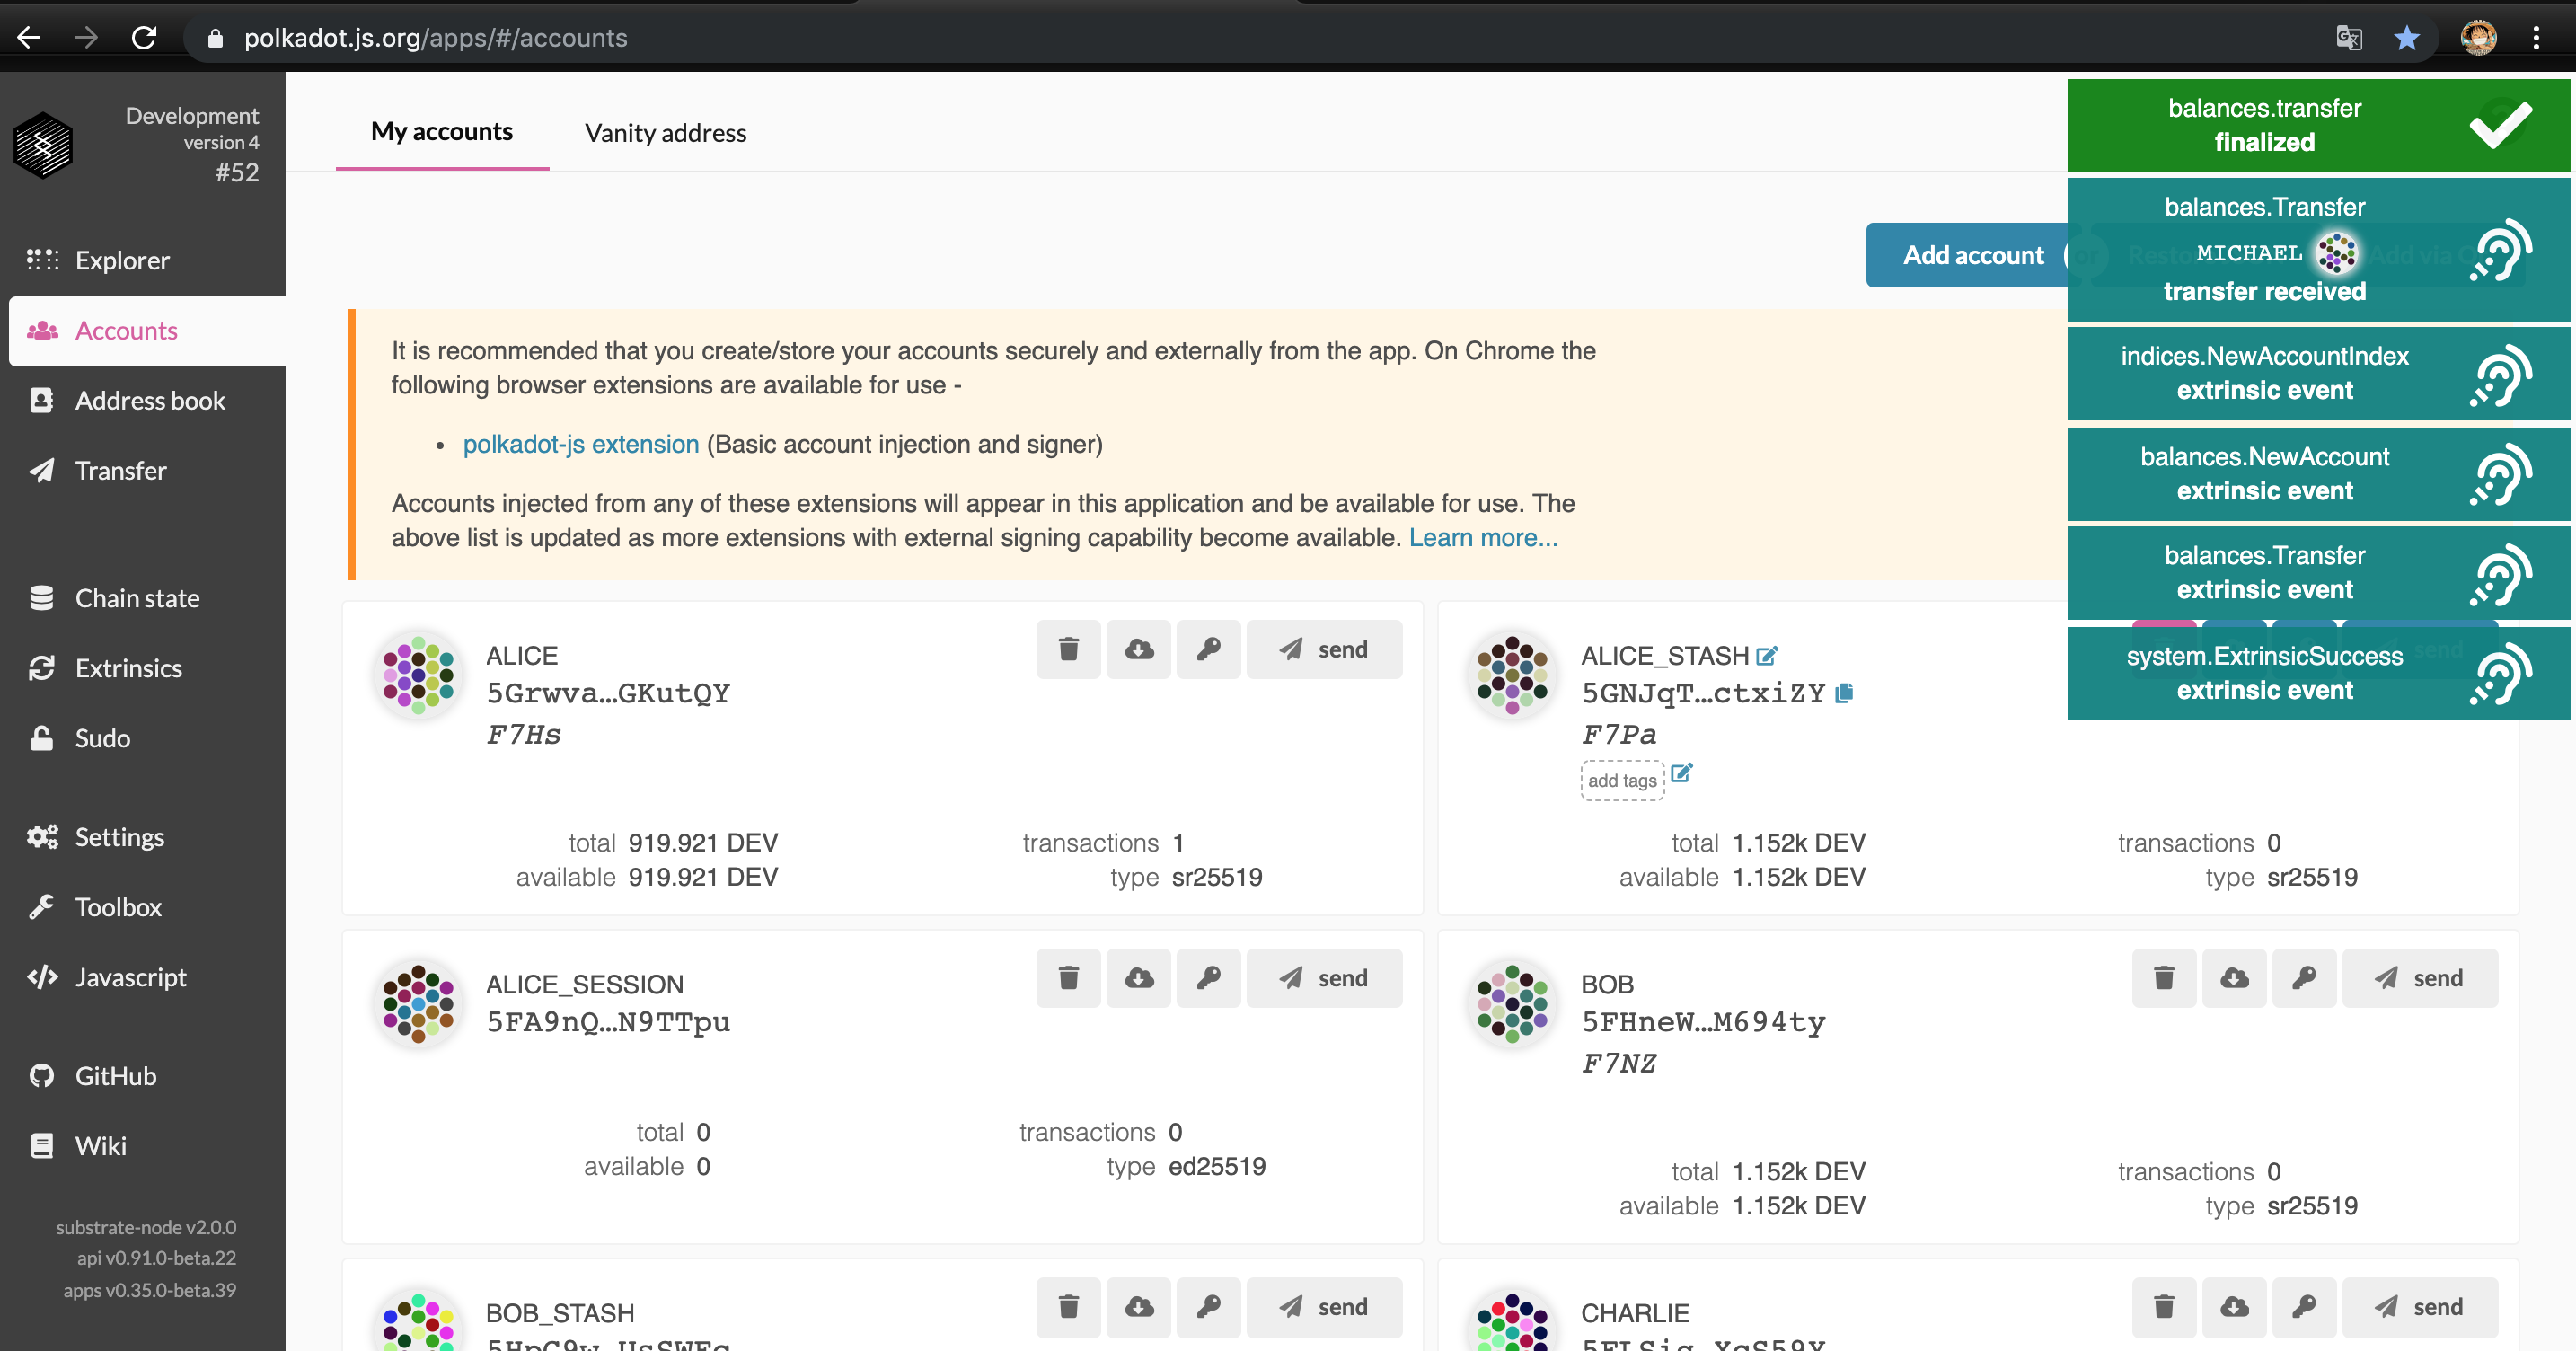 polkadot.js.org/apps/#/accounts
Development
version 4
#52
Explorer
Accounts
Address book
Transfer
Chain state
Extrinsics
Sudo
Settings
Toolbox
Javascript
GitHub
Wiki
substrate-node v2.0.0
api v0.91.0-beta.22
apps v0.35.0-beta.39
My accounts
Vanity address
Add account
or
Add via Q
It is recommended that you create/store your accounts securely and externally from the app. On Chrome the
following browser extensions are available for use -
• polkadot-js extension (Basic account injection and signer)
Accounts injected from any of these extensions will appear in this application and be available for use. The
above list is updated as more extensions with external signing capability become available. Learn more...
balances.transfer
finalized
balances.Transfer
MICHAEL
transfer received
indices.NewAccountIndex
extrinsic event
balances.NewAccount
extrinsic event
balances.Transfer
extrinsic event
system.ExtrinsicSuccess
extrinsic event
ALICE
5Grwva…GKutQY
F7Hs
send
total 919.921 DEV
available 919.921 DEV
transactions 1
type sr25519
ALICE_STASH
5GNJqT…ctxiZY
F7Pa
add tags
send
total 1.152k DEV
available 1.152k DEV
transactions 0
type sr25519
ALICE_SESSION
5FA9nQ…N9TTpu
send
total 0
available 0
transactions 0
type ed25519
BOB
5FHneW…M694ty
F7NZ
send
total 1.152k DEV
available 1.152k DEV
transactions 0
type sr25519
BOB_STASH
send
CHARLIE
send